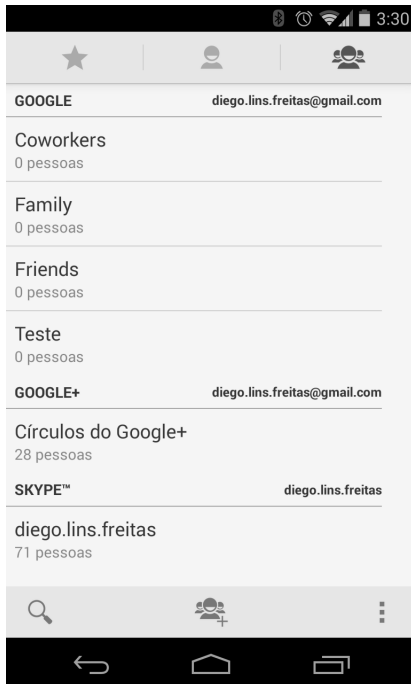 3:30
GOOGLE diego.lins.freitas@gmail.com
Coworkers
0 pessoas
Family
0 pessoas
Friends
0 pessoas
Teste
0 pessoas
GOOGLE+ diego.lins.freitas@gmail.com
Círculos do Google+
28 pessoas
SKYPE™ diego.lins.freitas
diego.lins.freitas
71 pessoas